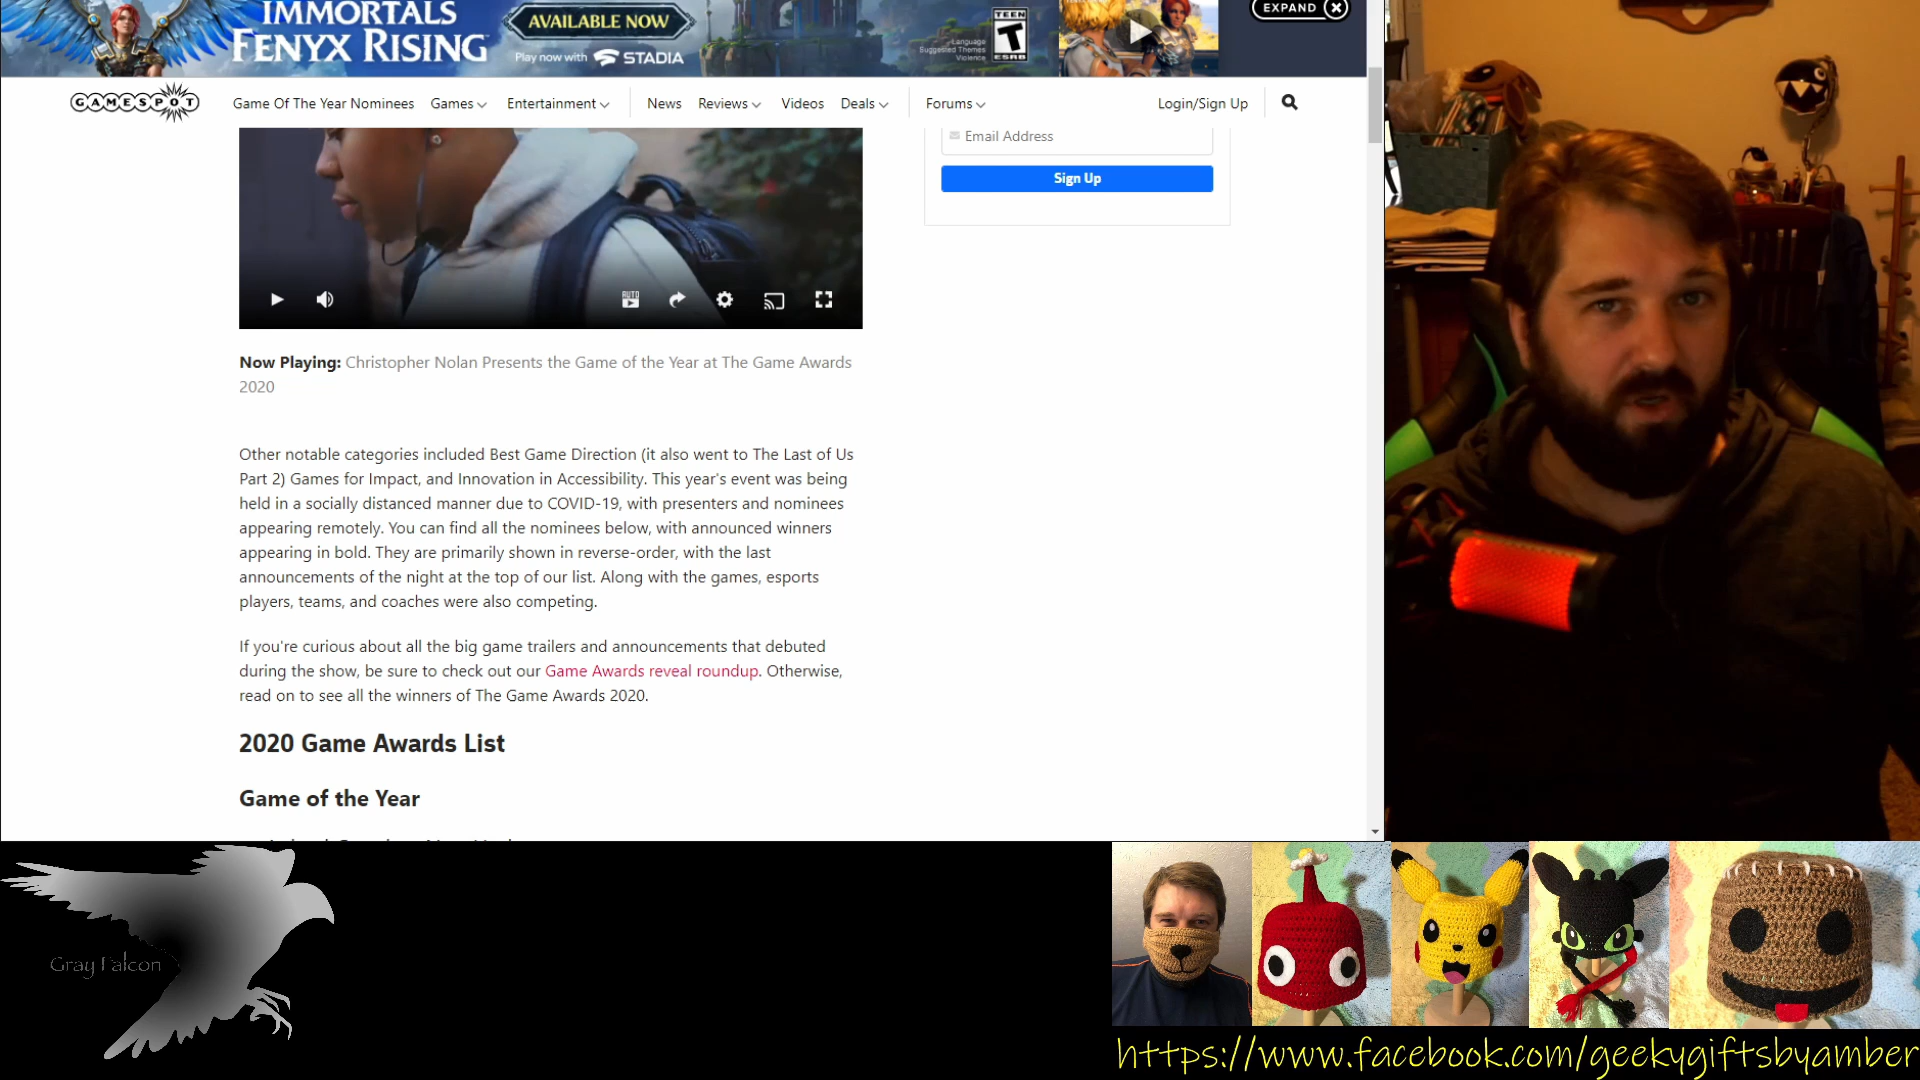 IMMORTALS
FENYX RISING
AVAILABLE NOW
Play now with STADIA
TEEN
T
Language
Suggested Themes
Violence
ESRB
EXPAND
GAMESPOT
Game Of The Year Nominees
Games
Entertainment
News
Reviews
Videos
Deals
Forums
Login/Sign Up
Email Address
Sign Up
AUTO
Now Playing: Christopher Nolan Presents the Game of the Year at The Game Awards
2020
Other notable categories included Best Game Direction (it also went to The Last of Us
Part 2) Games for Impact, and Innovation in Accessibility. This year's event was being
held in a socially distanced manner due to COVID-19, with presenters and nominees
appearing remotely. You can find all the nominees below, with announced winners
appearing in bold. They are primarily shown in reverse-order, with the last
announcements of the night at the top of our list. Along with the games, esports
players, teams, and coaches were also competing.
If you're curious about all the big game trailers and announcements that debuted
during the show, be sure to check out our Game Awards reveal roundup. Otherwise,
read on to see all the winners of The Game Awards 2020.
2020 Game Awards List
Game of the Year
Gray Falcon
https://www.facebook.com/geekygiftsbyamber